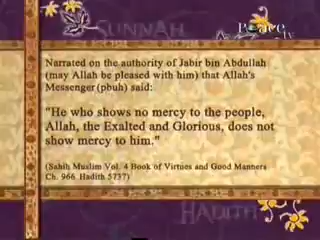 SUNNAH
Peace tv
Narrated on the authority of Jabir bin Abdullah
(may Allah be pleased with him) that Allah's
Messenger (pbuh) said:
"He who shows no mercy to the people,
Allah, the Exalted and Glorious, does not
show mercy to him."
(Sahih Muslim Vol. 4 Book of Virtues and Good Manners
Ch. 966 Hadith 5737)
HADITH